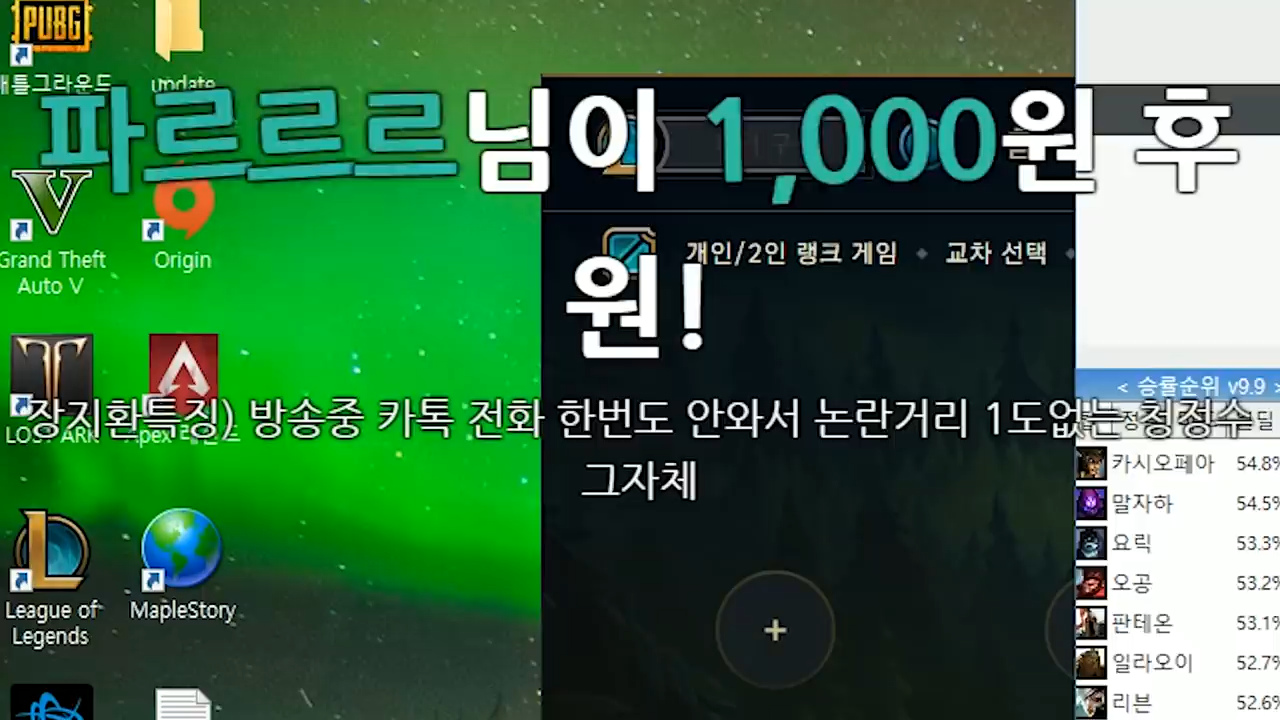 PUBG
배틀그라운드
update
파르르르님이 1,000원 후
원!
Grand Theft
Auto V
Origin
개인/2인 랭크 게임 ◆ 교차 선택 ◆
장지환특징) 방송중 카톡 전화 한번도 안와서 논란거리 1도없는 청정수
그자체
LOST ARK
League of
Legends
MapleStory
+
< 승률순위 v9.9 >
카시오페아 54.8%
말자하 54.5%
요릭 53.3%
오공 53.2%
판테온 53.1%
일라오이 52.7%
리븐 52.6%